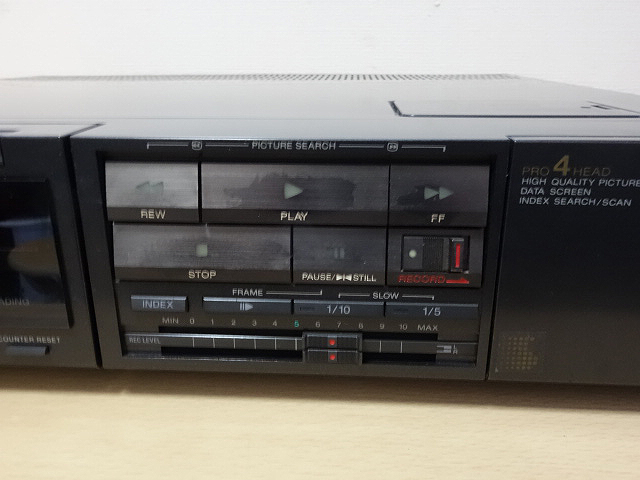 PICTURE SEARCH
REW
PLAY
FF
STOP
PAUSE/▶|◀STILL
RECORD
FRAME
SLOW
INDEX
1/10
1/5
MIN 0 1 2 3 4 5 6 7 8 9 10 MAX
REC LEVEL
L
R
ADING
COUNTER RESET
PRO 4 HEAD
HIGH QUALITY PICTURE
DATA SCREEN
INDEX SEARCH/SCAN